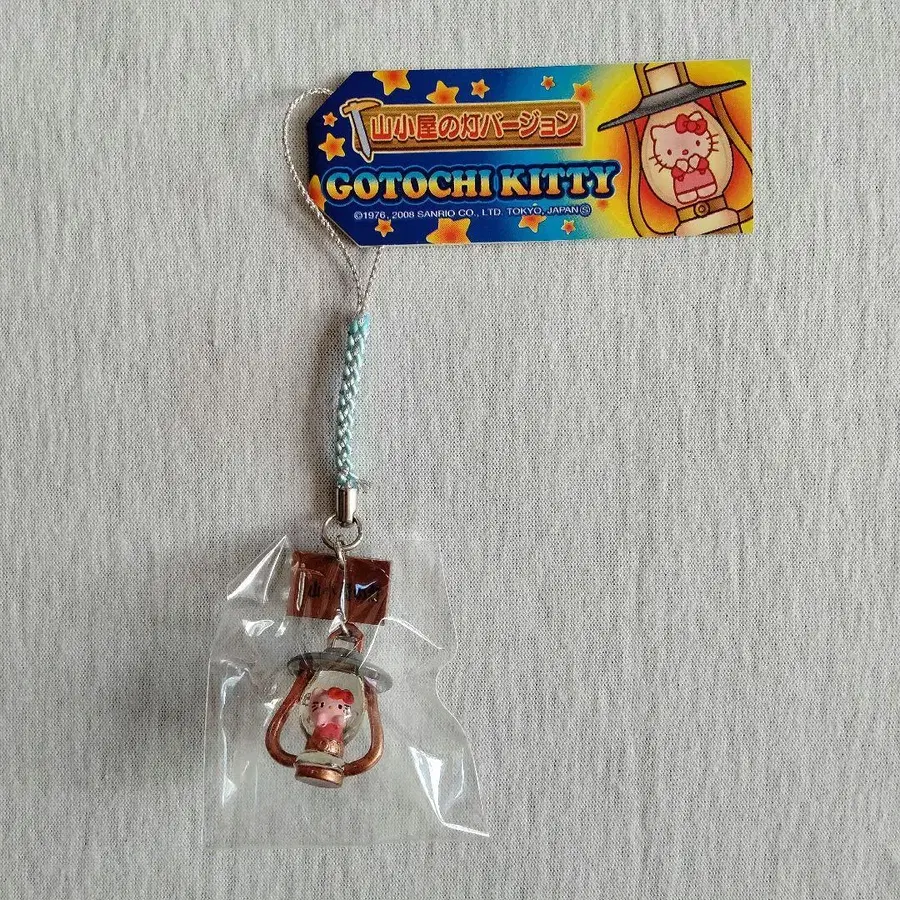 山小屋の灯バージョン
GOTOCHI KITTY
©1976, 2008 SANRIO CO., LTD. TOKYO, JAPAN Ⓢ